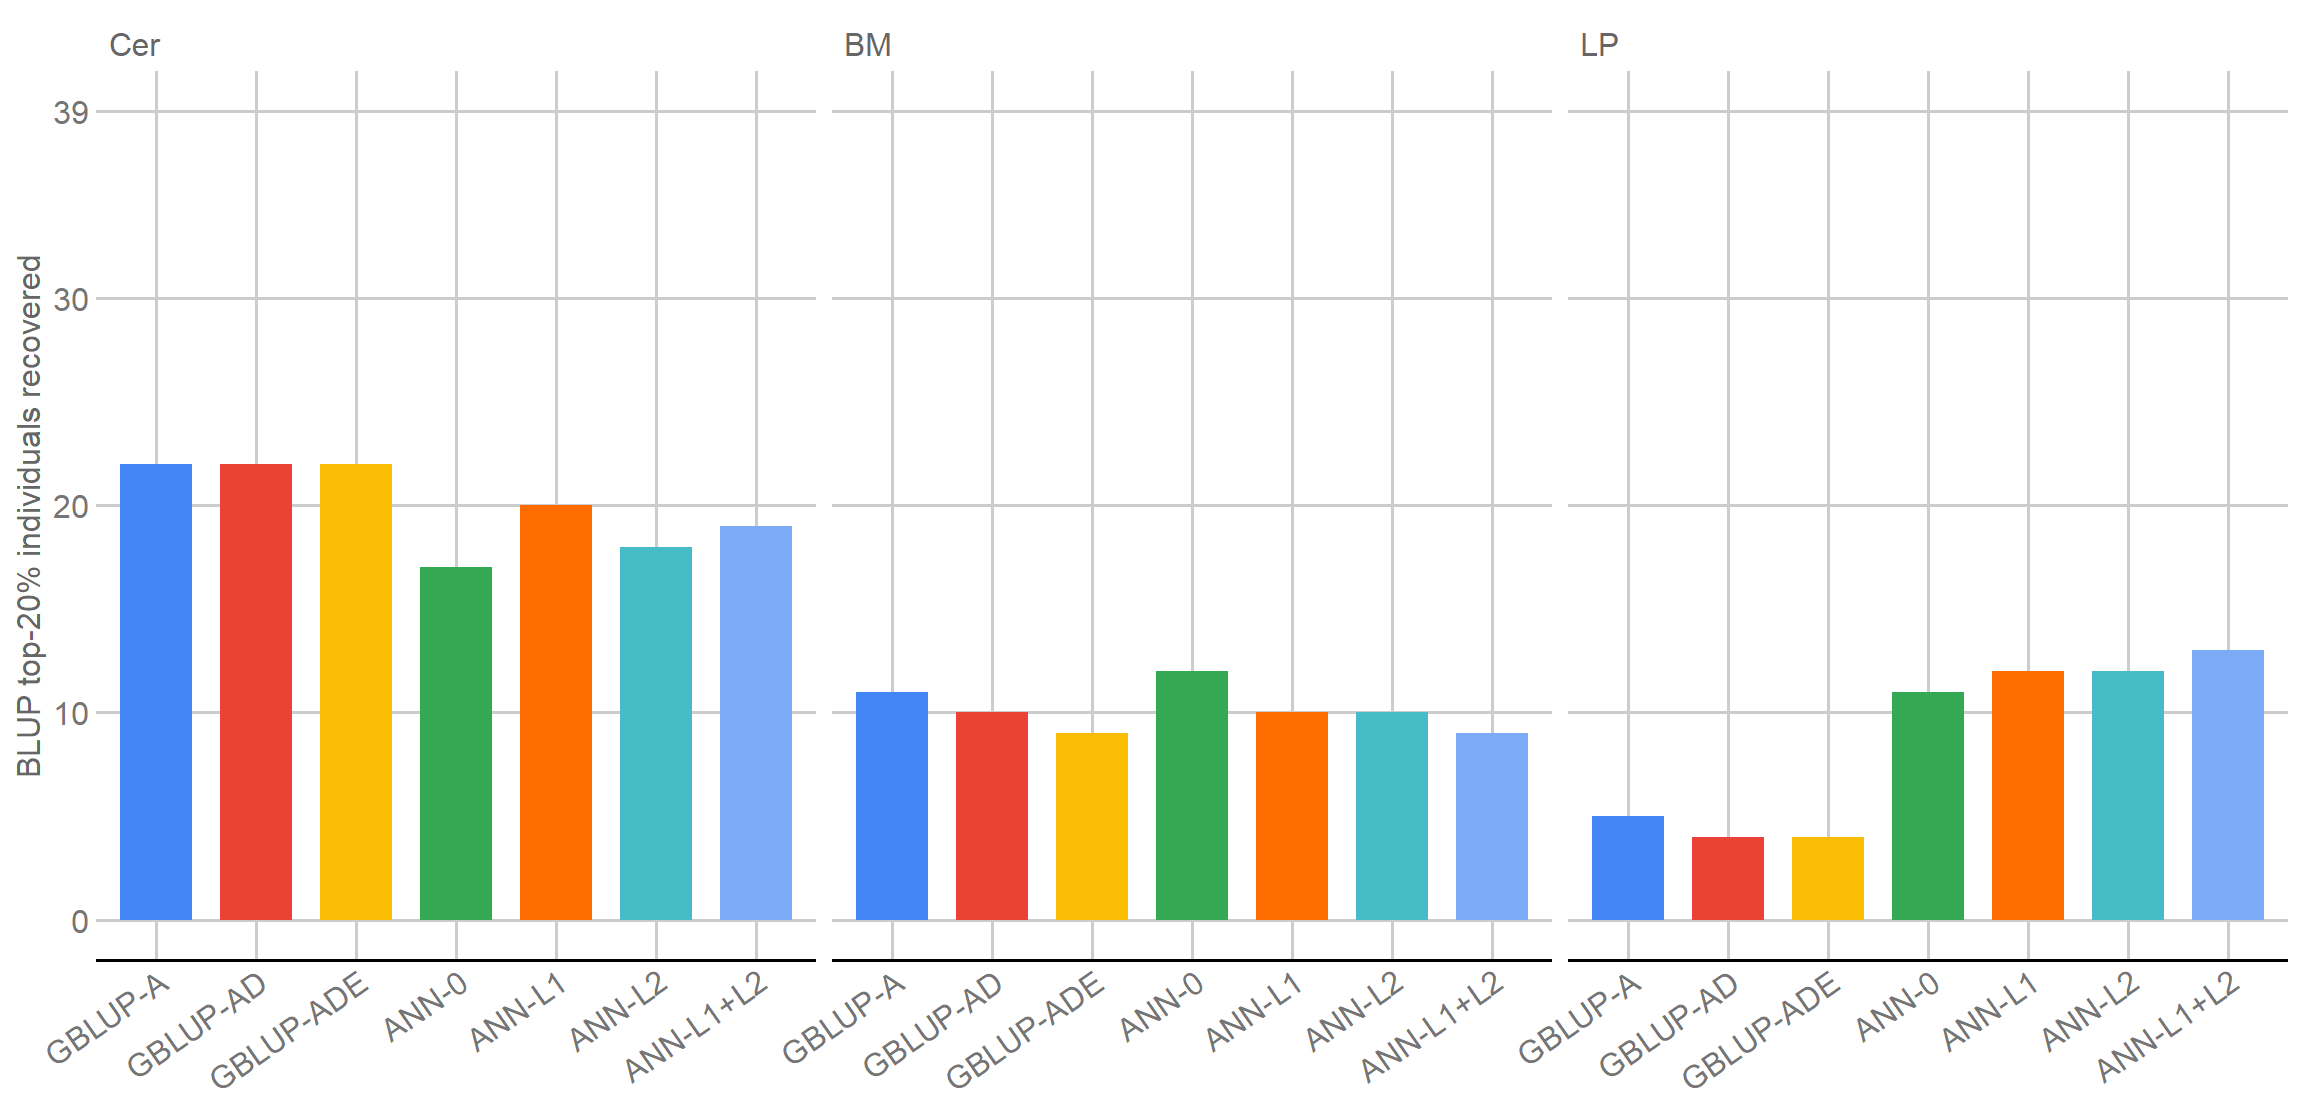 Cer
BM
LP
BLUP top-20% individuals recovered
39
30
20
10
0
GBLUP-A
GBLUP-AD
GBLUP-ADE
ANN-0
ANN-L1
ANN-L2
ANN-L1+L2
GBLUP-A
GBLUP-AD
GBLUP-ADE
ANN-0
ANN-L1
ANN-L2
ANN-L1+L2
GBLUP-A
GBLUP-AD
GBLUP-ADE
ANN-0
ANN-L1
ANN-L2
ANN-L1+L2